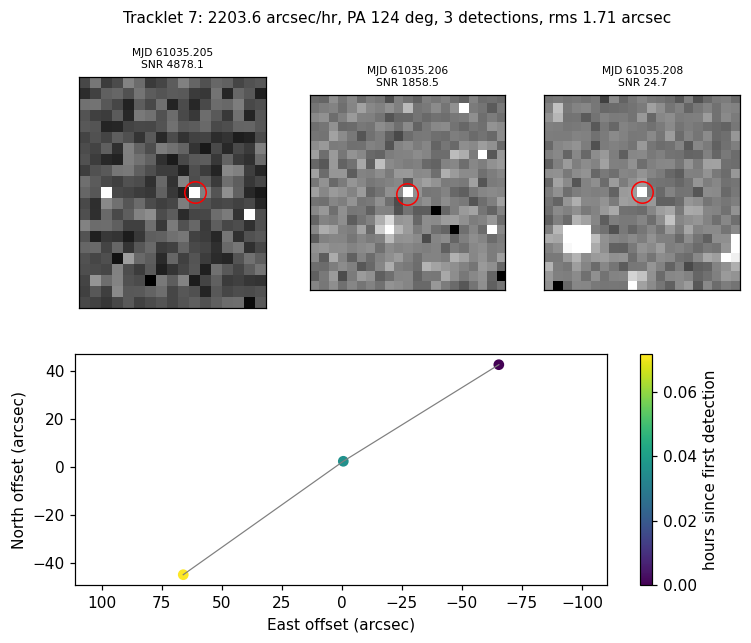 Tracklet 7: 2203.6 arcsec/hr, PA 124 deg, 3 detections, rms 1.71 arcsec
MJD 61035.205
SNR 4878.1
MJD 61035.206
SNR 1858.5
MJD 61035.208
SNR 24.7
North offset (arcsec)
40
20
0
−20
−40
100
75
50
25
0
−25
−50
−75
−100
East offset (arcsec)
0.06
0.04
0.02
0.00
hours since first detection